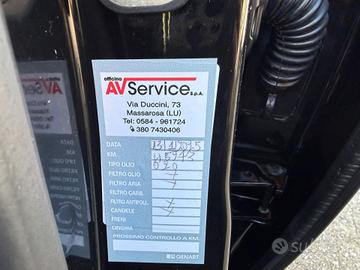 officina
AVService S.p.A.
Via Duccini, 73
Massarosa (LU)
Tel: 0584 - 961724
380 7430406
DATA
KM.
TIPO OLIO
FILTRO OLIO
FILTRO ARIA
FILTRO CARB.
FILTRO ANTIPOLL.
CANDELE
FRENI
CINGHIA
PROSSIMO CONTROLLO A KM.
GENART
subito